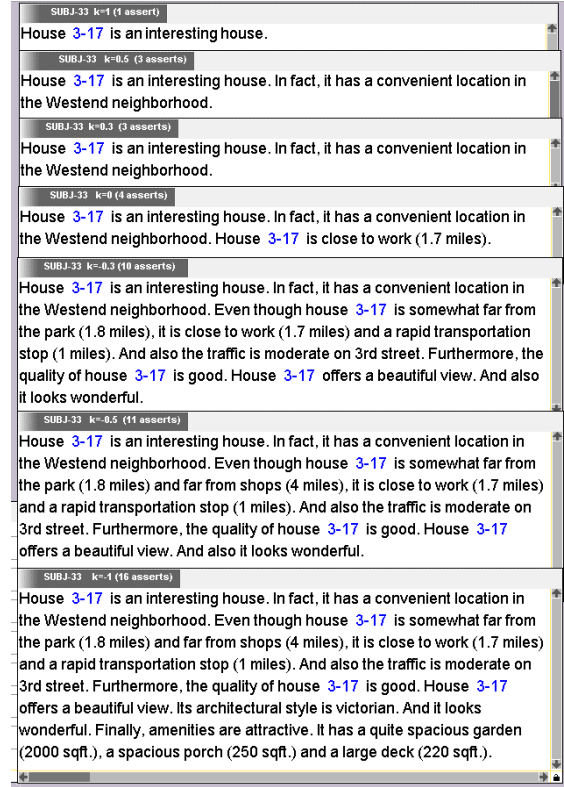 SUBJ-33 k=1 (1 assert)
House 3-17 is an interesting house.
SUBJ-33 k=0.5 (3 asserts)
House 3-17 is an interesting house. In fact, it has a convenient location in
the Westend neighborhood.
SUBJ-33 k=0.3 (3 asserts)
House 3-17 is an interesting house. In fact, it has a convenient location in
the Westend neighborhood.
SUBJ-33 k=0 (4 asserts)
House 3-17 is an interesting house. In fact, it has a convenient location in
the Westend neighborhood. House 3-17 is close to work (1.7 miles).
SUBJ-33 k=-0.3 (10 asserts)
House 3-17 is an interesting house. In fact, it has a convenient location in
the Westend neighborhood. Even though house 3-17 is somewhat far from
the park (1.8 miles), it is close to work (1.7 miles) and a rapid transportation
stop (1 miles). And also the traffic is moderate on 3rd street. Furthermore, the
quality of house 3-17 is good. House 3-17 offers a beautiful view. And also
it looks wonderful.
SUBJ-33 k=-0.5 (11 asserts)
House 3-17 is an interesting house. In fact, it has a convenient location in
the Westend neighborhood. Even though house 3-17 is somewhat far from
the park (1.8 miles) and far from shops (4 miles), it is close to work (1.7 miles)
and a rapid transportation stop (1 miles). And also the traffic is moderate on
3rd street. Furthermore, the quality of house 3-17 is good. House 3-17
offers a beautiful view. And also it looks wonderful.
SUBJ-33 k=-1 (16 asserts)
House 3-17 is an interesting house. In fact, it has a convenient location in
the Westend neighborhood. Even though house 3-17 is somewhat far from
the park (1.8 miles) and far from shops (4 miles), it is close to work (1.7 miles)
and a rapid transportation stop (1 miles). And also the traffic is moderate on
3rd street. Furthermore, the quality of house 3-17 is good. House 3-17
offers a beautiful view. Its architectural style is victorian. And it looks
wonderful. Finally, amenities are attractive. It has a quite spacious garden
(2000 sqft.), a spacious porch (250 sqft.) and a large deck (220 sqft.).